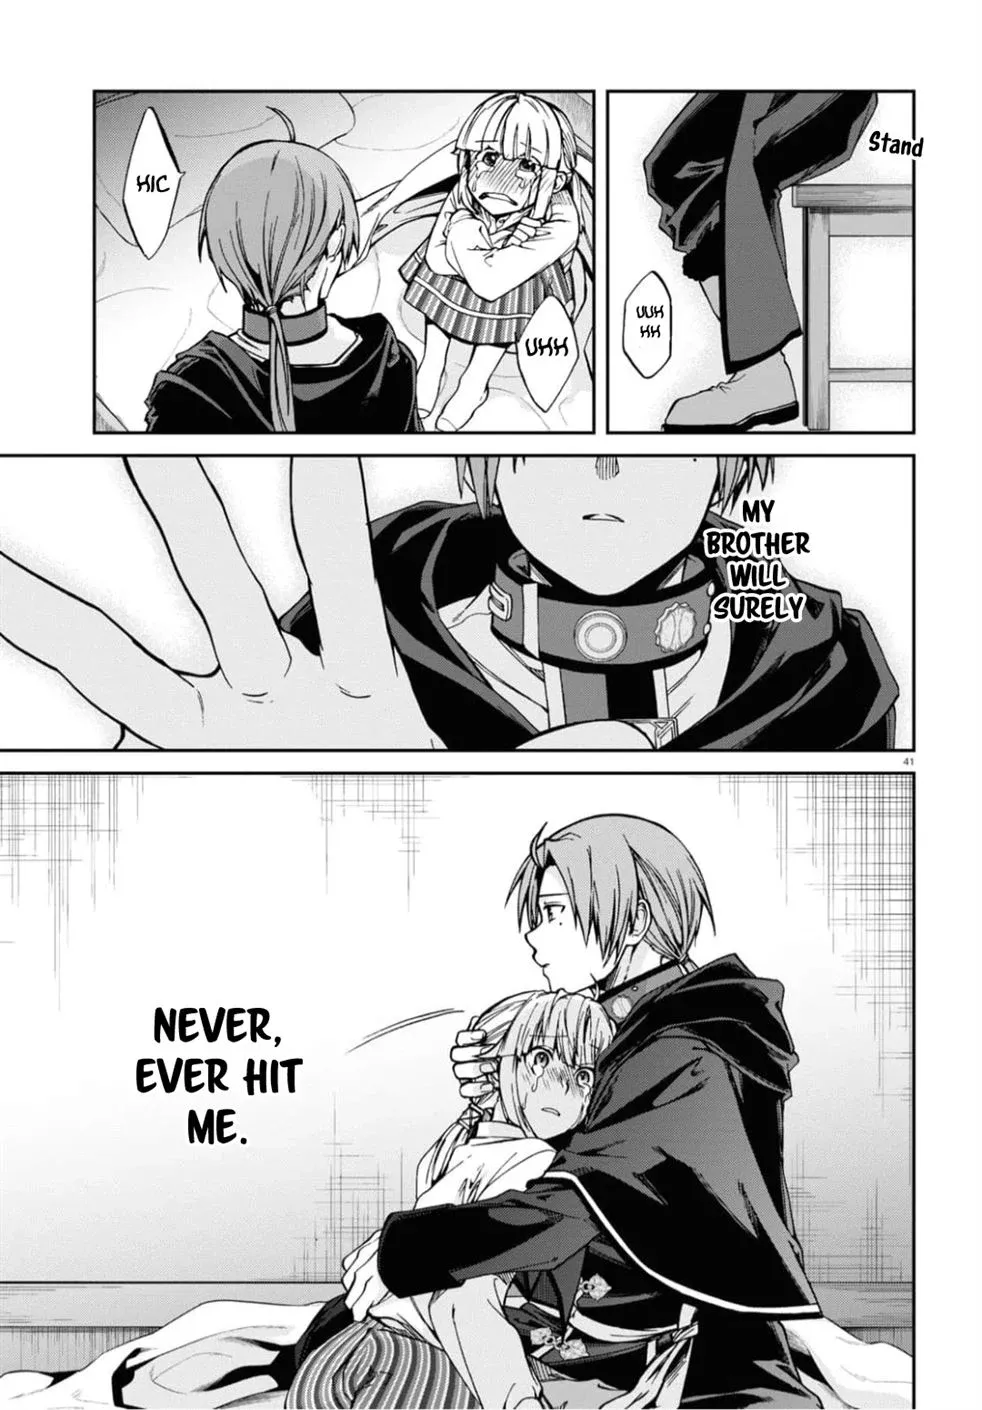 Stand
UUH
HH
HIC
UHH
MY
BROTHER
WILL
SURELY
41
NEVER,
EVER HIT
ME.